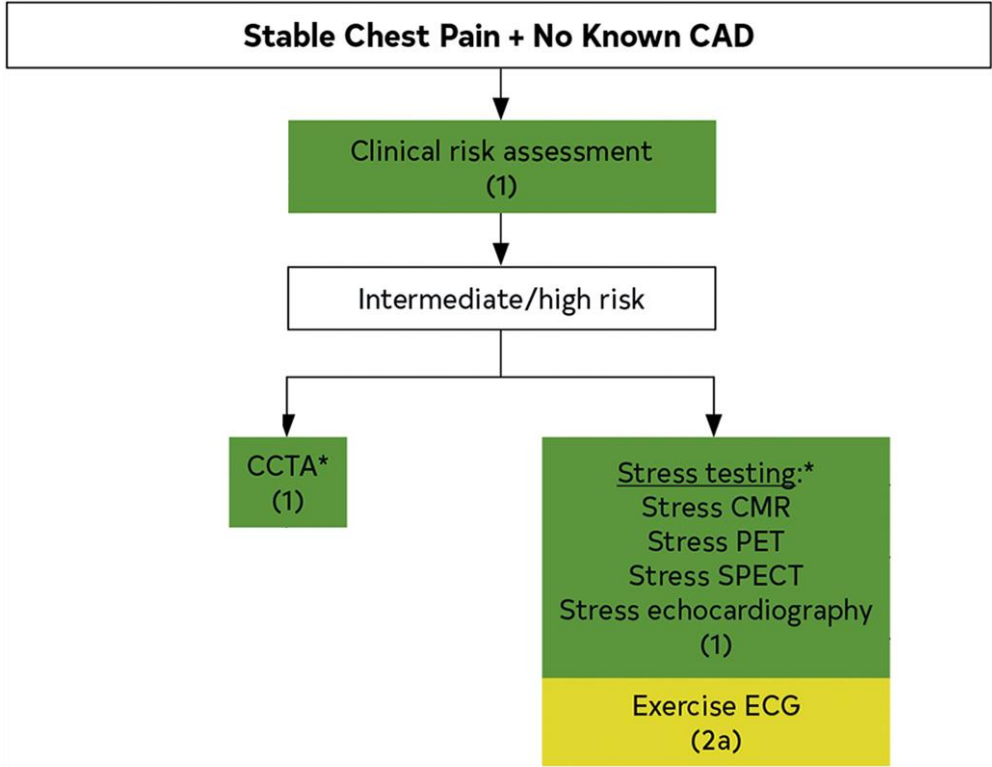 Stable Chest Pain + No Known CAD
Clinical risk assessment
(1)
Intermediate/high risk
CCTA*
(1)
Stress testing:*
Stress CMR
Stress PET
Stress SPECT
Stress echocardiography
(1)
Exercise ECG
(2a)